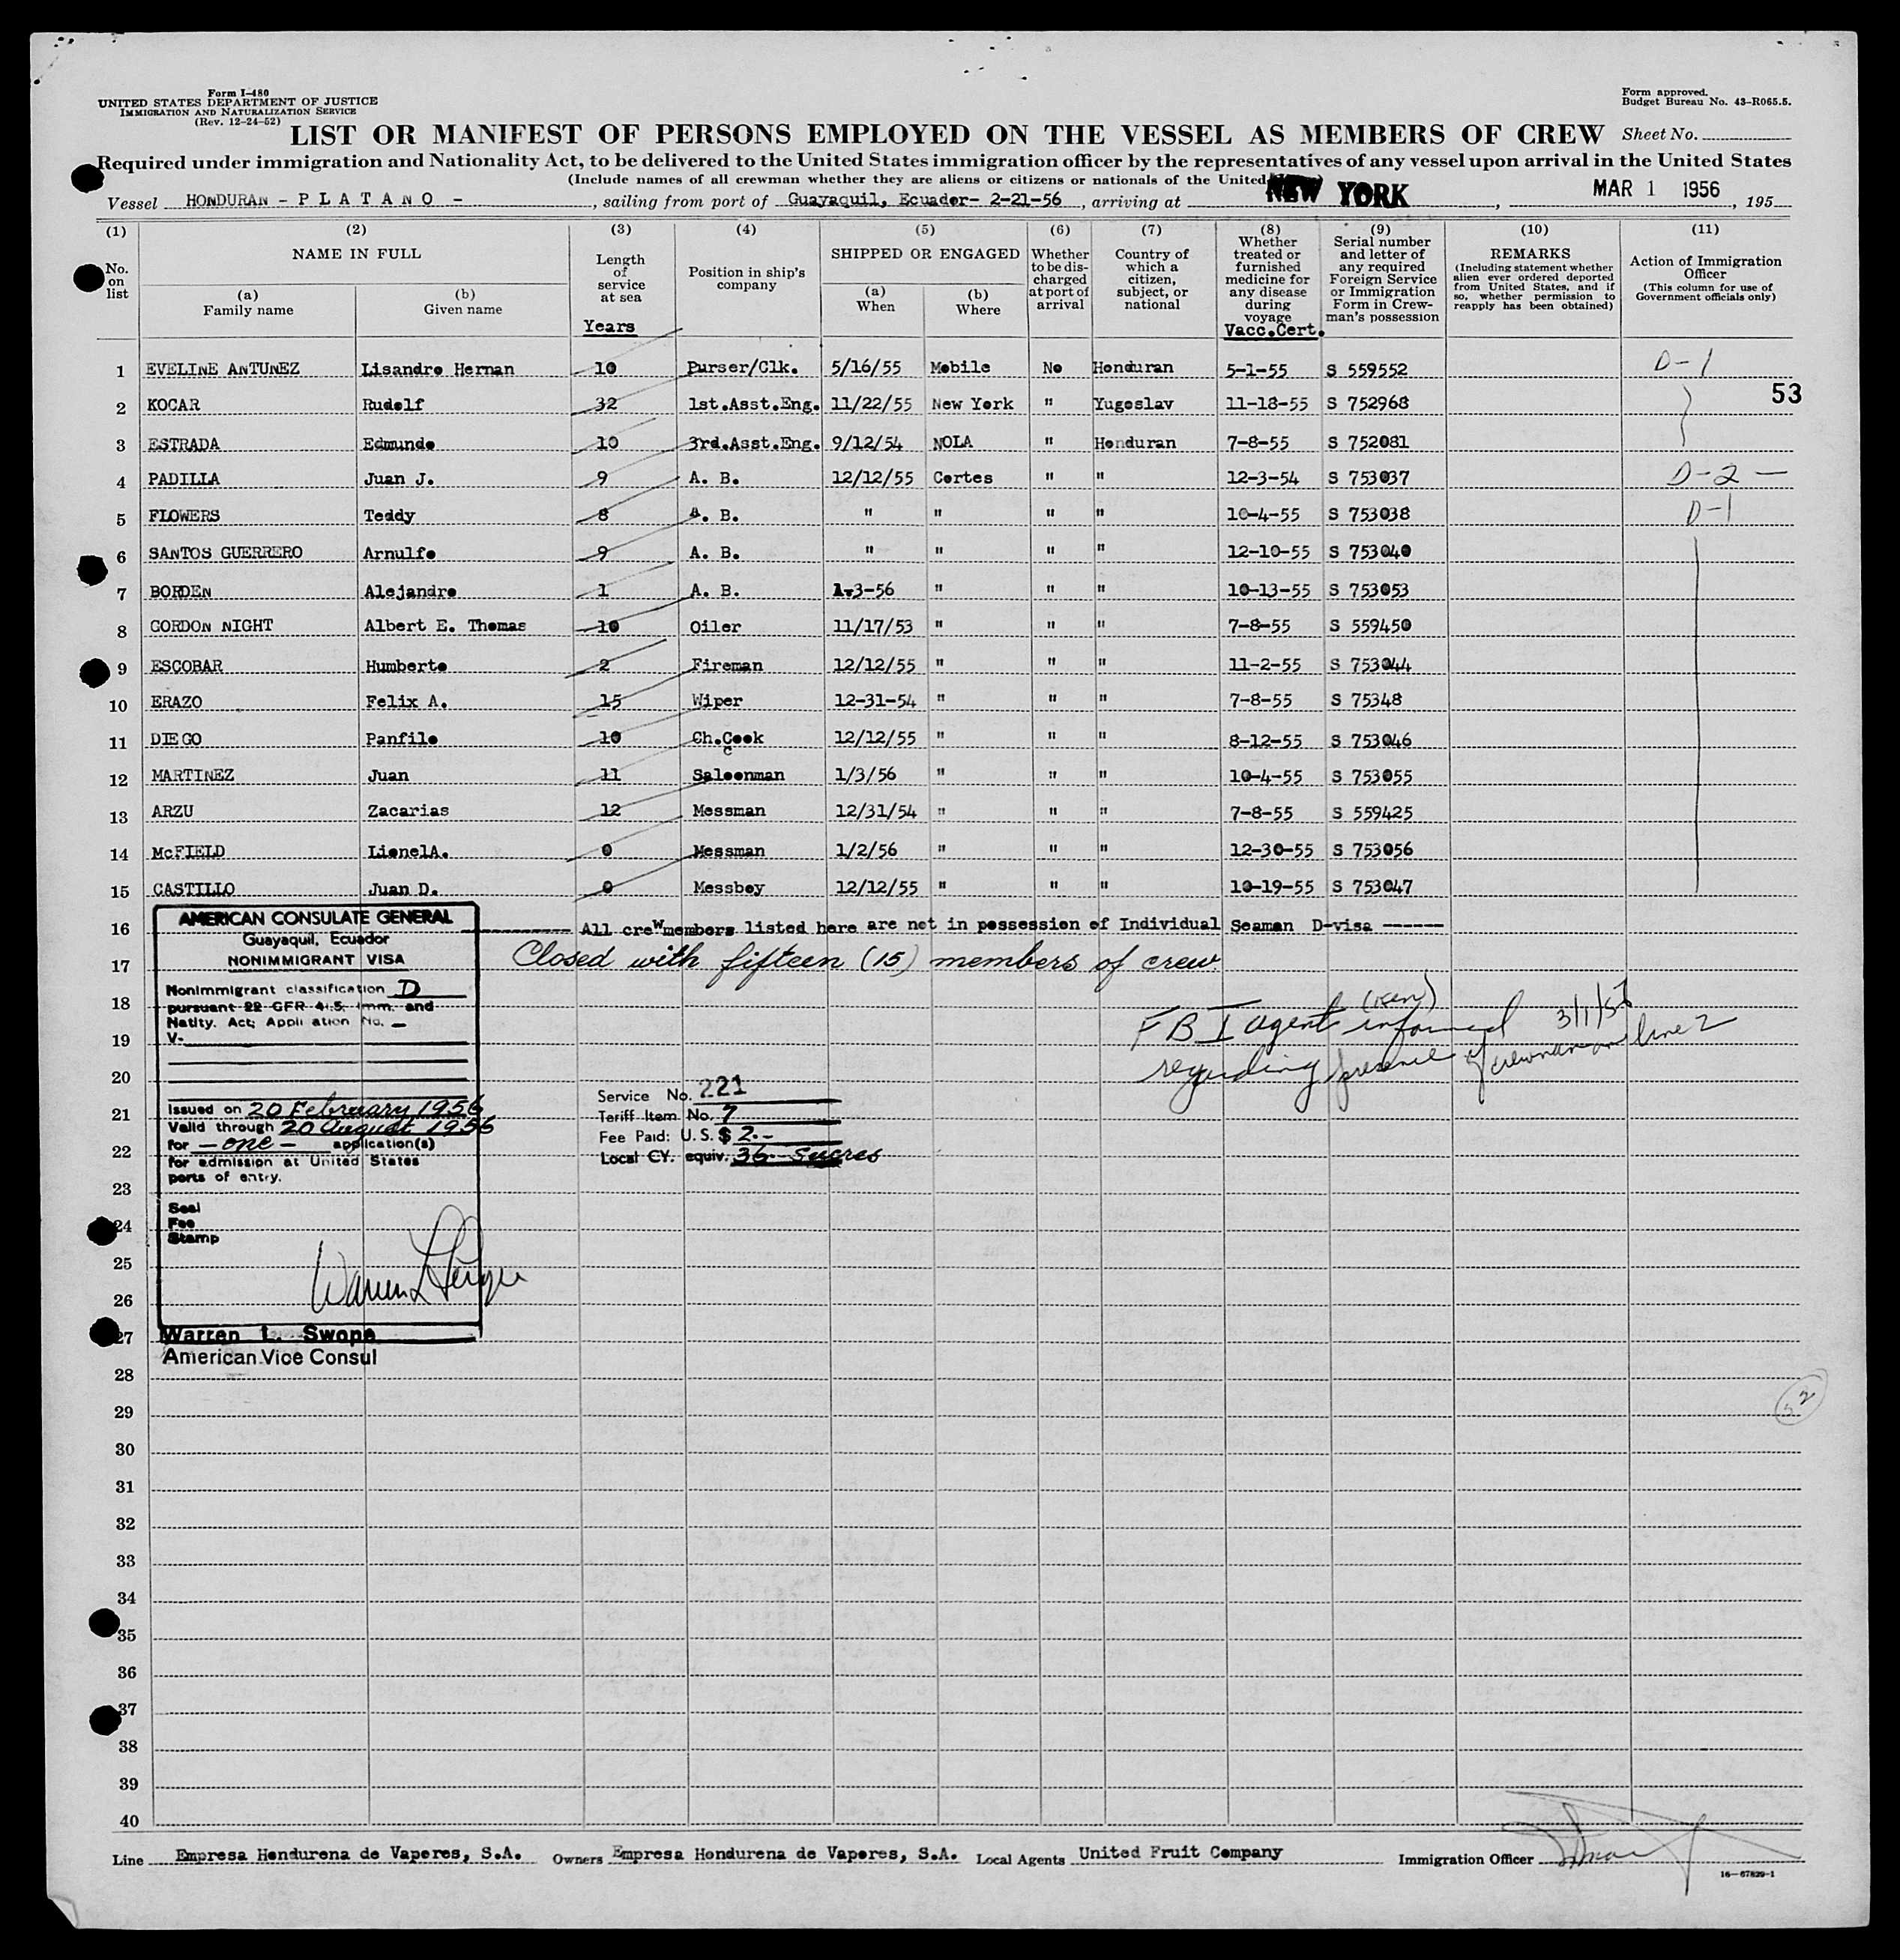 Form I-480
UNITED STATES DEPARTMENT OF JUSTICE
IMMIGRATION AND NATURALIZATION SERVICE
(Rev. 12-24-52)
Form approved.
Budget Bureau No. 43-R065.5.
LIST OR MANIFEST OF PERSONS EMPLOYED ON THE VESSEL AS MEMBERS OF CREW Sheet No.
Required under immigration and Nationality Act, to be delivered to the United States immigration officer by the representatives of any vessel upon arrival in the United States
(Include names of all crewman whether they are aliens or citizens or nationals of the United
Vessel HONDURAN - P L A T A N O - , sailing from port of Guayaquil, Ecuador- 2-21-56 , arriving at NEW YORK , MAR 1 1956 , 195
(1) (2) (3) (4) (5) (6) (7) (8) (9) (10) (11)
No. on list
NAME IN FULL
(a) Family name
(b) Given name
Length of service at sea
Years
Position in ship's company
SHIPPED OR ENGAGED
(a) When
(b) Where
Whether to be discharged at port of arrival
Country of which a citizen, subject, or national
Whether treated or furnished medicine for any disease during voyage
Vacc.Cert.
Serial number and letter of any required Foreign Service or Immigration Form in Crewman's possession
REMARKS
(Including statement whether alien ever ordered deported from United States, and if so, whether permission to reapply has been obtained)
Action of Immigration Officer
(This column for use of Government officials only)
1 EVELINE ANTUNEZ Lisandro Hernan 10 Purser/Clk. 5/16/55 Mobile No Honduran 5-1-55 S 559552 D-1
53
2 KOCAR Rudolf 32 1st.Asst.Eng. 11/22/55 New York " Yugoslav 11-18-55 S 752968
3 ESTRADA Edmundo 10 3rd.Asst.Eng. 9/12/54 NOLA " Honduran 7-8-55 S 752081
4 PADILLA Juan J. 9 A. B. 12/12/55 Cortes " " 12-3-54 S 753037 D-2 —
5 FLOWERS Teddy 8 A. B. " " " " 10-4-55 S 753038 D-1
6 SANTOS GUERRERO Arnulfo 9 A. B. " " " " 12-10-55 S 753040
7 BORDEN Alejandro 1 A. B. 1-3-56 " " " 10-13-55 S 753053
8 GORDON NIGHT Albert E. Thomas 10 Oiler 11/17/53 " " " 7-8-55 S 559450
9 ESCOBAR Humberto 2 Fireman 12/12/55 " " " 11-2-55 S 753044
10 ERAZO Felix A. 15 Wiper 12-31-54 " " " 7-8-55 S 75348
11 DIEGO Panfilo 10 Ch.Cook 12/12/55 " " " 8-12-55 S 753046
12 MARTINEZ Juan 11 Saloonman 1/3/56 " " " 10-4-55 S 753055
13 ARZU Zacarias 12 Messman 12/31/54 " " " 7-8-55 S 559425
14 McFIELD LionelA. 0 Messman 1/2/56 " " " 12-30-55 S 753056
15 CASTILLO Juan D. 0 Messboy 12/12/55 " " " 10-19-55 S 753047
16 All crewmembers listed here are not in possession of Individual Seaman D-visa ------
17 Closed with fifteen (15) members of crew
18
19
20
21
22
23
24
25
26
27
28
29
30
31
32
33
34
35
36
37
38
39
40
AMERICAN CONSULATE GENERAL
Guayaquil, Ecuador
NONIMMIGRANT VISA
Nonimmigrant classification D
pursuant 22 CFR 41.5, Imm. and
Natlty. Act; Application No. —
V-
Issued on 20 February 1956
Valid through 20 August 1956
for — one — application(s)
for admission at United States
ports of entry.
Seal
Fee
Stamp
Warren L. Swope
American Vice Consul
Service No. 221
Tariff Item No. 7
Fee Paid: U.S. $ 2.-
Local CY. equiv. 36.- Sucres
FBI agent (Ken) informed 3/1/56
regarding presence of crewman on line 2
52
Line Empresa Hondurena de Vapores, S.A. Owners Empresa Hondurena de Vapores, S.A. Local Agents United Fruit Company Immigration Officer
16—67829-1